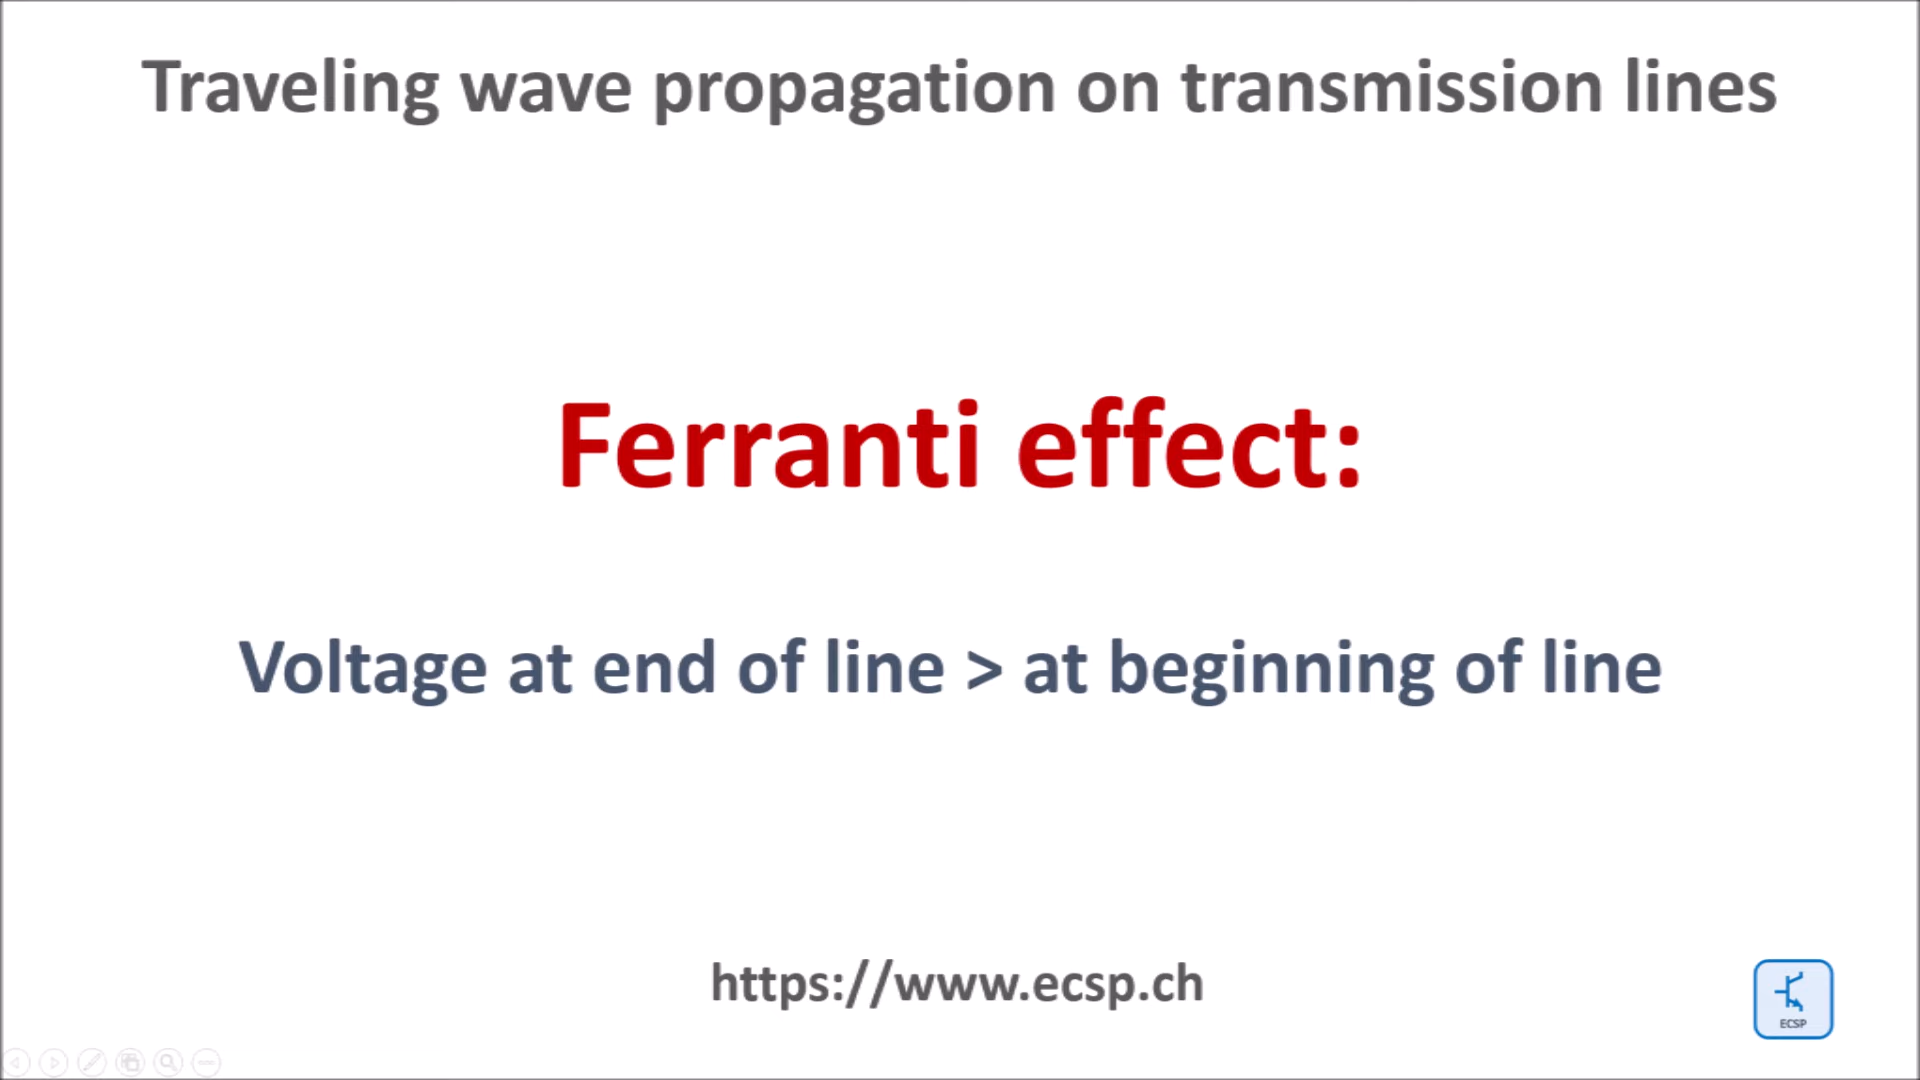 Traveling wave propagation on transmission lines
Ferranti effect:
Voltage at end of line > at beginning of line
https://www.ecsp.ch
ECSP